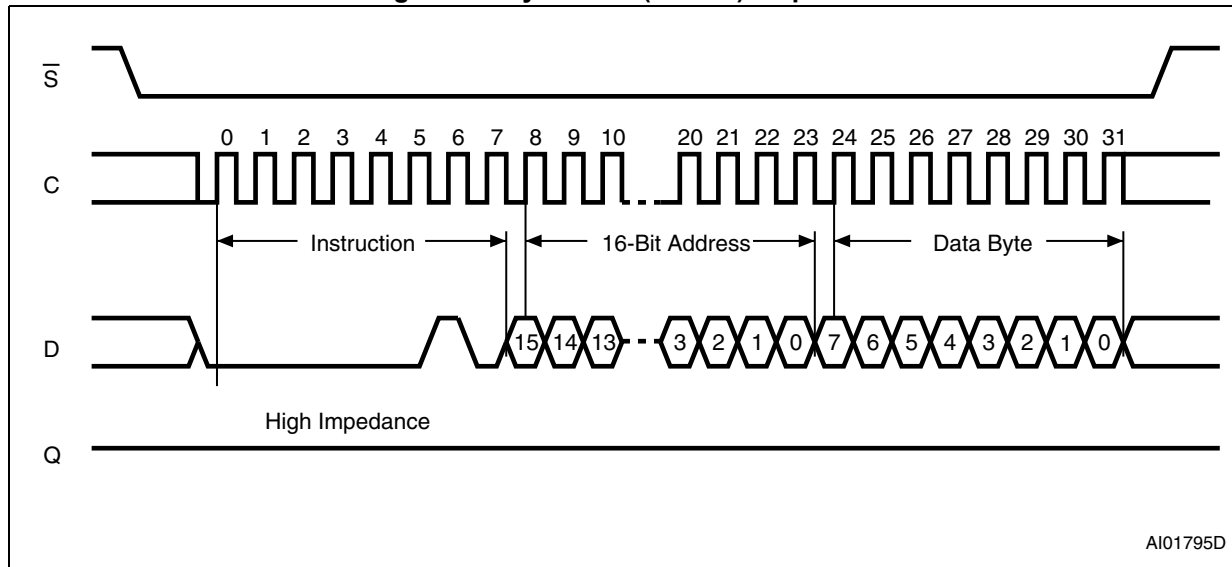 S
0 1 2 3 4 5 6 7 8 9 10 20 21 22 23 24 25 26 27 28 29 30 31
C
Instruction 16-Bit Address Data Byte
D
15 14 13 3 2 1 0 7 6 5 4 3 2 1 0
High Impedance
Q
AI01795D